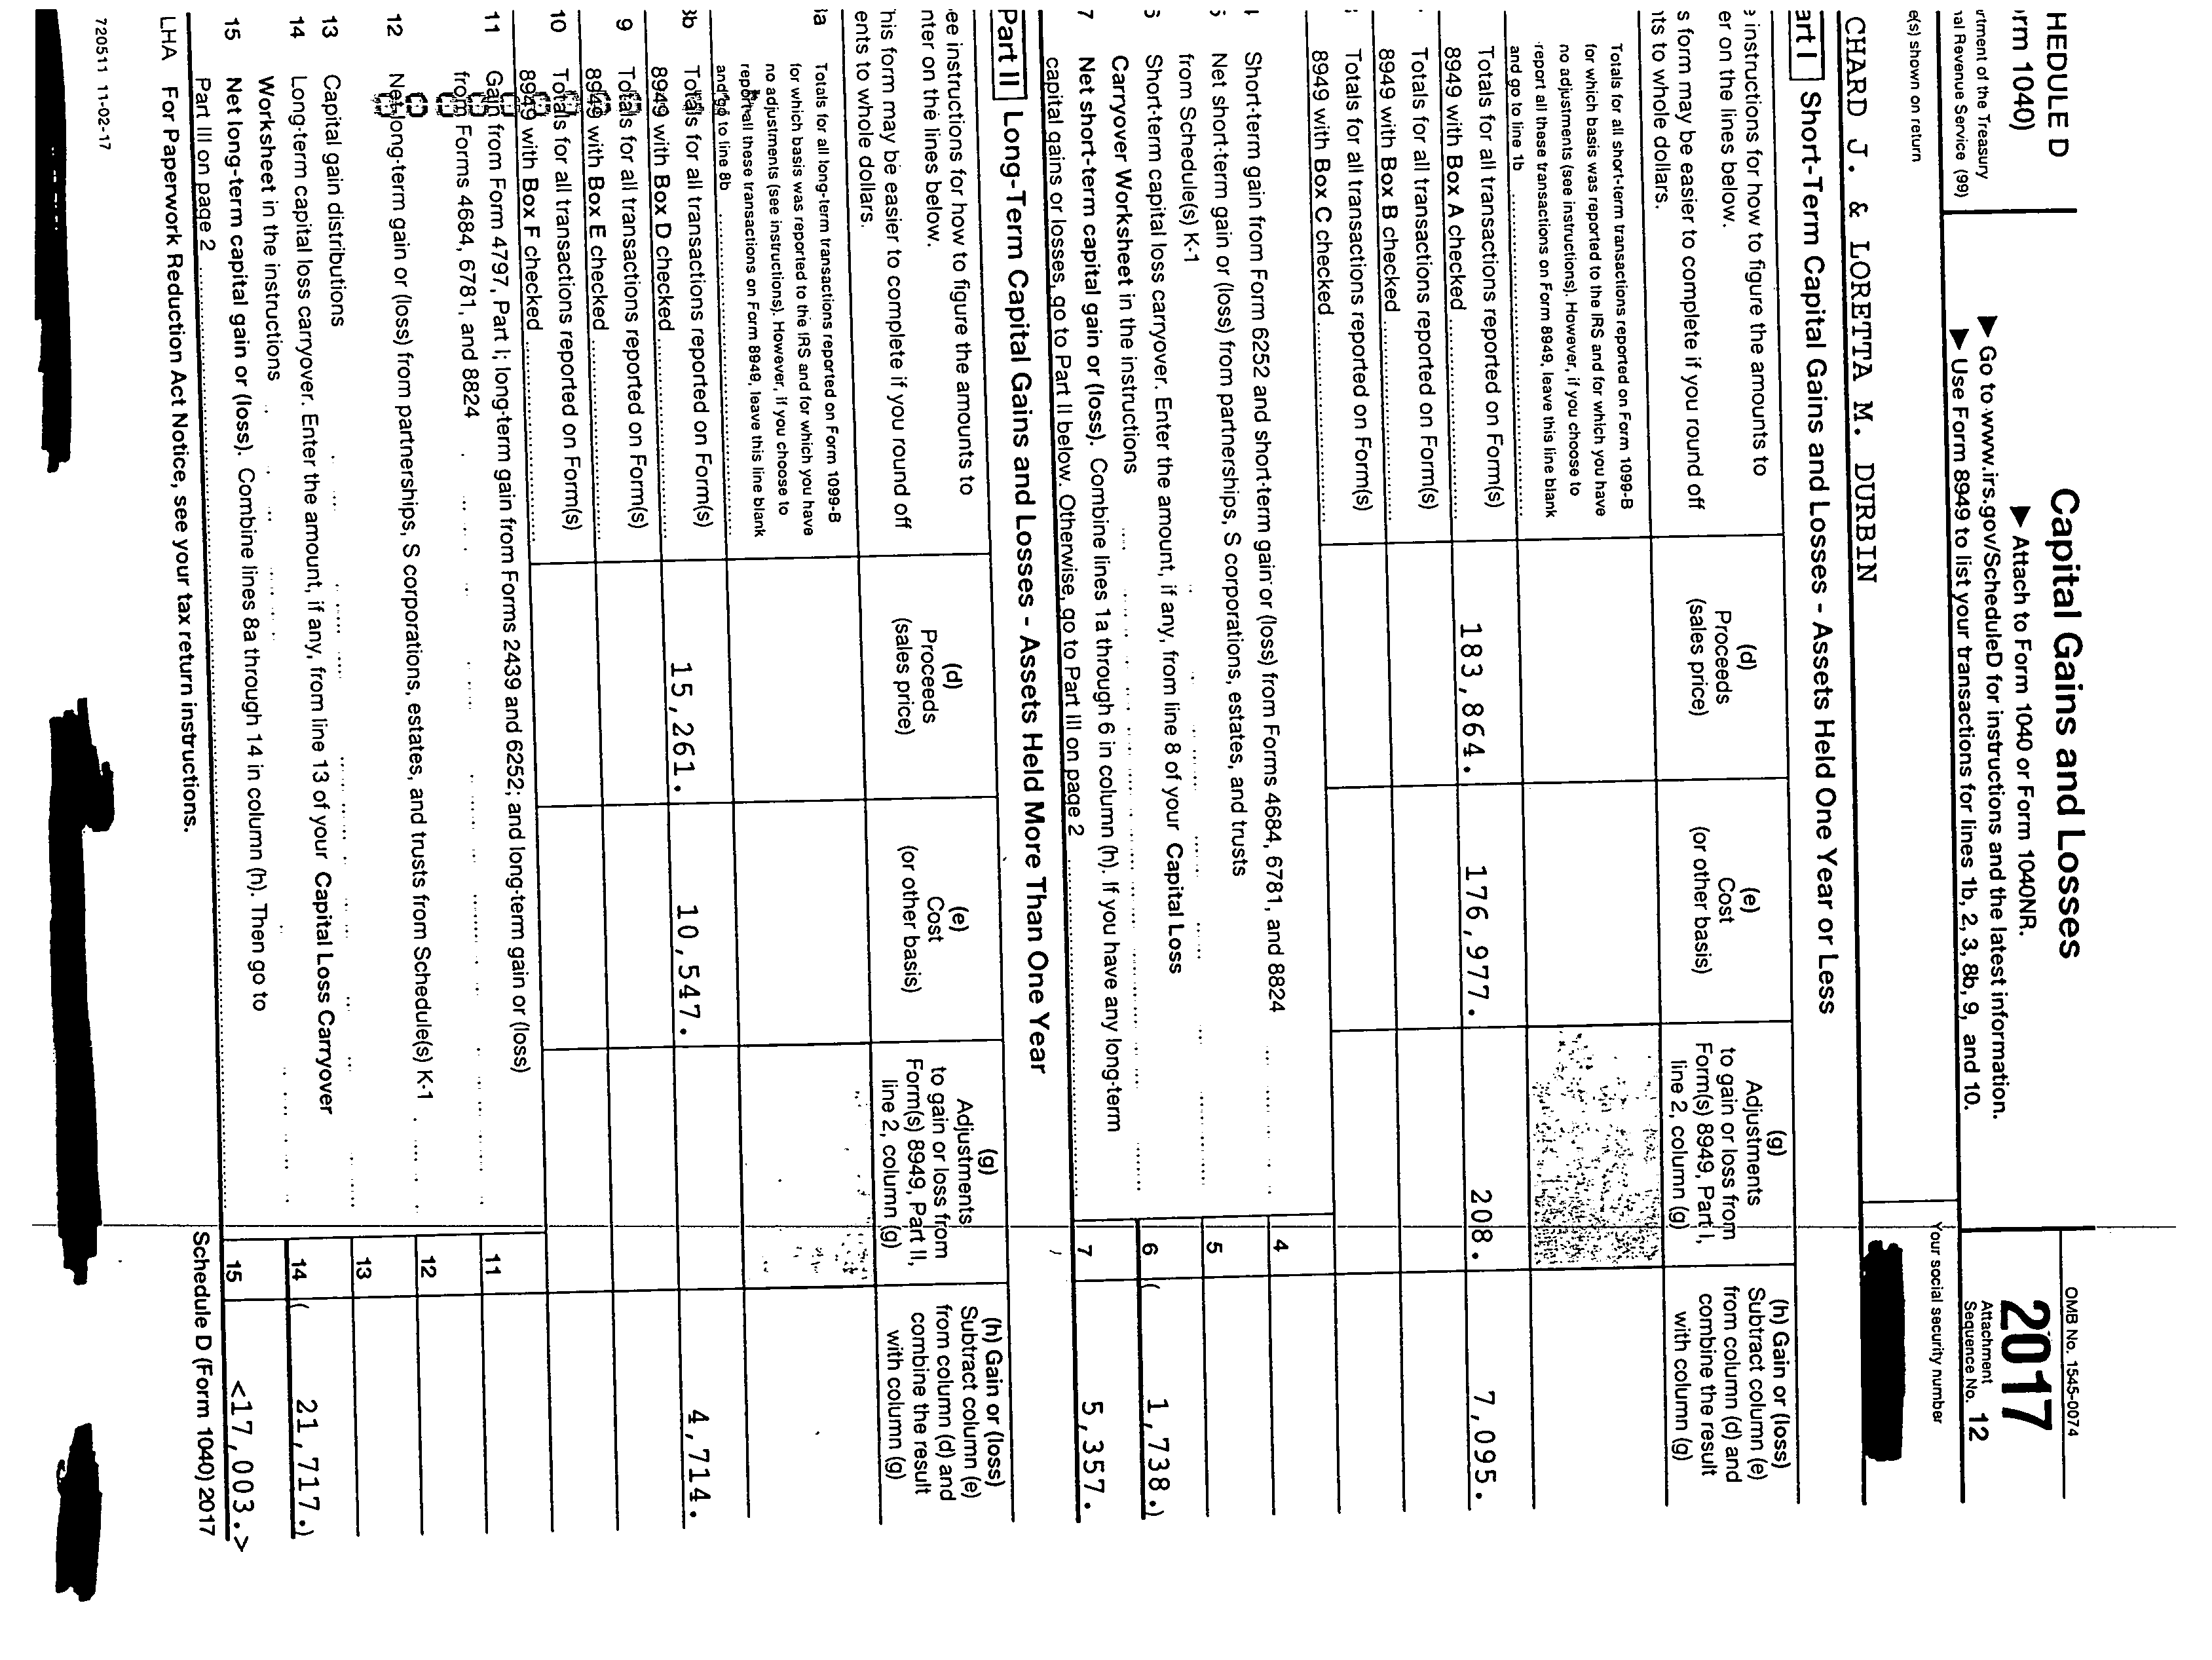 HEDULE D
rm 1040)
rtment of the Treasury
nal Revenue Service (99)
Capital Gains and Losses
▶ Attach to Form 1040 or Form 1040NR.
▶ Go to www.irs.gov/ScheduleD for instructions and the latest information.
▶ Use Form 8949 to list your transactions for lines 1b, 2, 3, 8b, 9, and 10.
OMB No. 1545-0074
2017
Attachment
Sequence No. 12
e(s) shown on return
Your social security number
CHARD J. & LORETTA M. DURBIN
art I Short-Term Capital Gains and Losses - Assets Held One Year or Less
e instructions for how to figure the amounts to
er on the lines below.
s form may be easier to complete if you round off
nts to whole dollars.
(d)
Proceeds
(sales price)
(e)
Cost
(or other basis)
(g)
Adjustments
to gain or loss from
Form(s) 8949, Part I,
line 2, column (g)
(h) Gain or (loss)
Subtract column (e)
from column (d) and
combine the result
with column (g)
Totals for all short-term transactions reported on Form 1099-B
for which basis was reported to the IRS and for which you have
no adjustments (see instructions). However, if you choose to
report all these transactions on Form 8949, leave this line blank
and go to line 1b
Totals for all transactions reported on Form(s)
8949 with Box A checked 183,864. 176,977. 208. 7,095.
Totals for all transactions reported on Form(s)
8949 with Box B checked
Totals for all transactions reported on Form(s)
8949 with Box C checked
Short-term gain from Form 6252 and short-term gain or (loss) from Forms 4684, 6781, and 8824 4
Net short-term gain or (loss) from partnerships, S corporations, estates, and trusts
from Schedule(s) K-1 5
Short-term capital loss carryover. Enter the amount, if any, from line 8 of your Capital Loss
Carryover Worksheet in the instructions 6 ( 1,738.)
7 Net short-term capital gain or (loss). Combine lines 1a through 6 in column (h). If you have any long-term
capital gains or losses, go to Part II below. Otherwise, go to Part III on page 2 7 5,357.
Part II Long-Term Capital Gains and Losses - Assets Held More Than One Year
ee instructions for how to figure the amounts to
nter on the lines below.
his form may be easier to complete if you round off
ents to whole dollars.
(d)
Proceeds
(sales price)
(e)
Cost
(or other basis)
(g)
Adjustments
to gain or loss from
Form(s) 8949, Part II,
line 2, column (g)
(h) Gain or (loss)
Subtract column (e)
from column (d) and
combine the result
with column (g)
a Totals for all long-term transactions reported on Form 1099-B
for which basis was reported to the IRS and for which you have
no adjustments (see instructions). However, if you choose to
report all these transactions on Form 8949, leave this line blank
and go to line 8b
b Totals for all transactions reported on Form(s)
8949 with Box D checked 15,261. 10,547. 4,714.
9 Totals for all transactions reported on Form(s)
8949 with Box E checked
10 Totals for all transactions reported on Form(s)
8949 with Box F checked
11 Gain from Form 4797, Part I; long-term gain from Forms 2439 and 6252; and long-term gain or (loss)
from Forms 4684, 6781, and 8824 11
12 Net long-term gain or (loss) from partnerships, S corporations, estates, and trusts from Schedule(s) K-1 12
13 Capital gain distributions 13
14 Long-term capital loss carryover. Enter the amount, if any, from line 13 of your Capital Loss Carryover
Worksheet in the instructions 14 ( 21,717.)
15 Net long-term capital gain or (loss). Combine lines 8a through 14 in column (h). Then go to
Part III on page 2 15 <17,003.>
LHA For Paperwork Reduction Act Notice, see your tax return instructions. Schedule D (Form 1040) 2017
720511 11-02-17